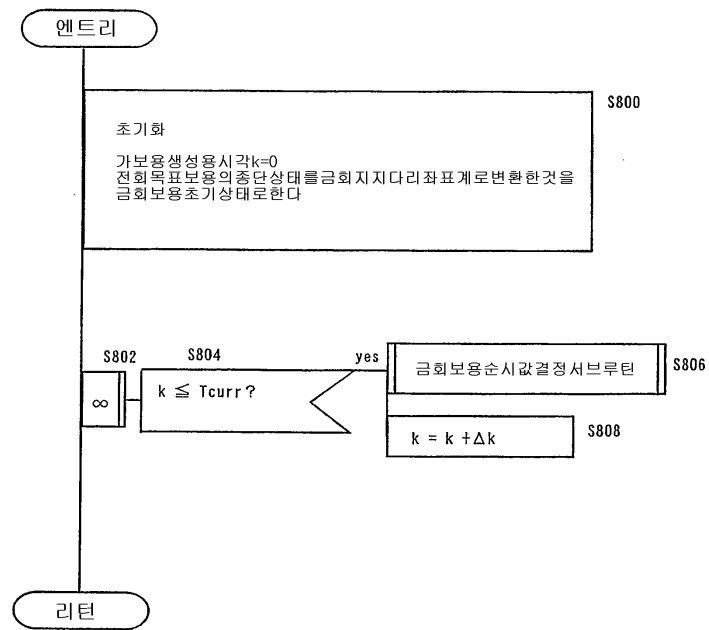 엔트리
S800
초기화
가보용생성용시각k=0
전회목표보용의종단상태를금회지지다리좌표계로변환한것을
금회보용초기상태로한다
S802
S804
∞
k ≦ Tcurr?
yes
금회보용순시값결정서브루틴
S806
k = k +Δk
S808
리턴